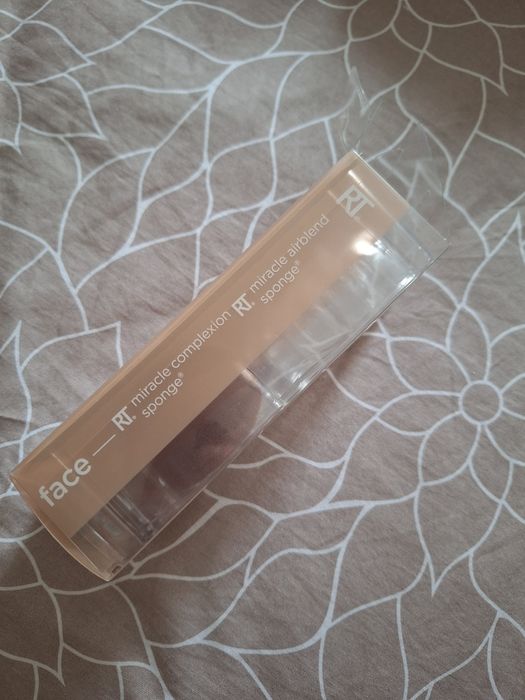 face — RT. miracle complexion
sponge®
RT. miracle airblend
sponge®
RT